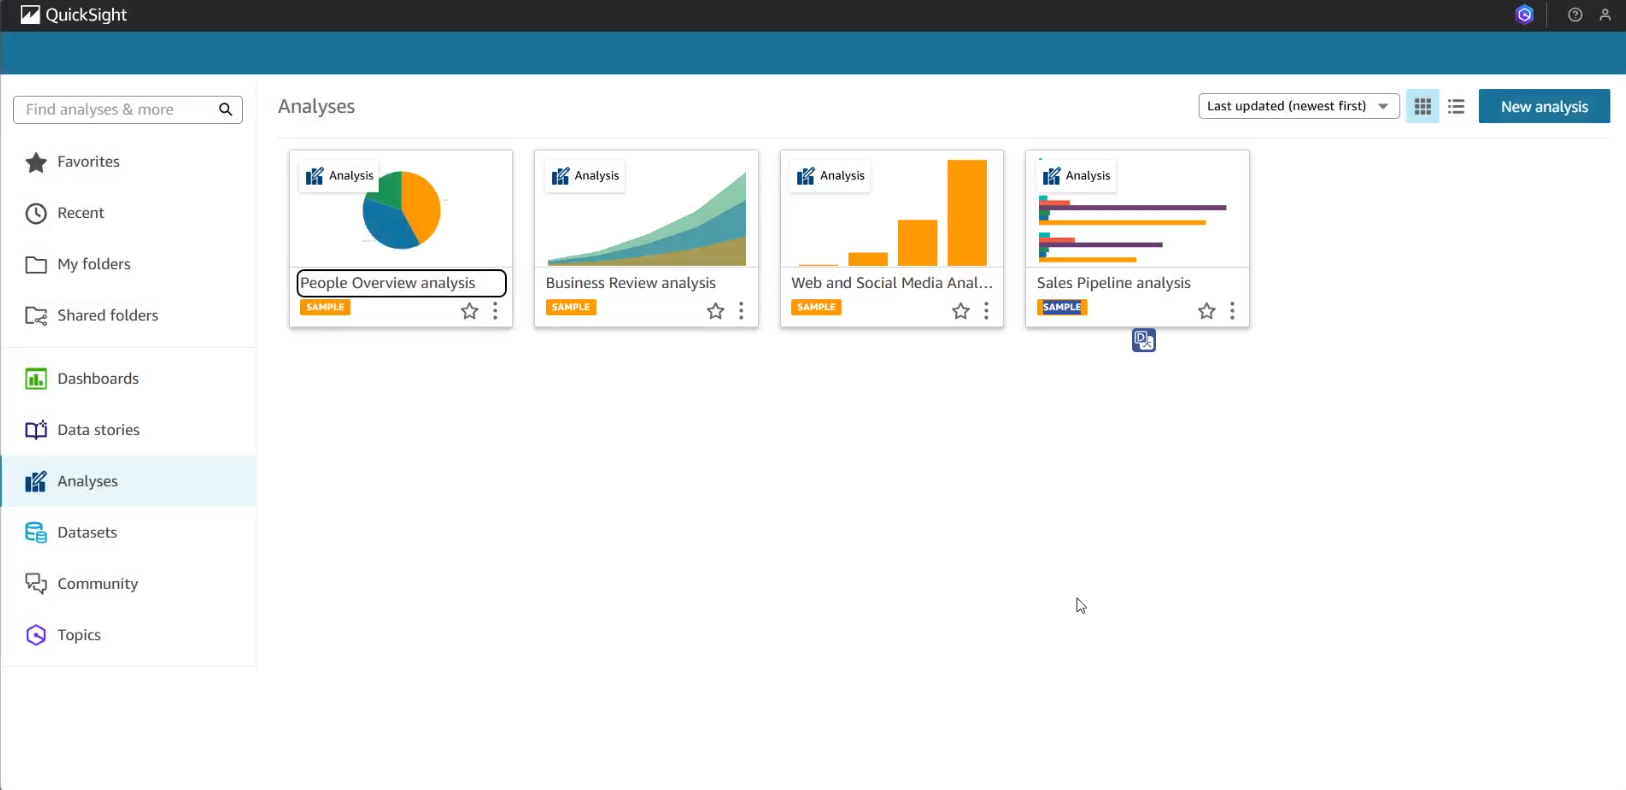 QuickSight
Find analyses & more
Favorites
Recent
My folders
Shared folders
Dashboards
Data stories
Analyses
Datasets
Community
Topics
Analyses
Last updated (newest first)
New analysis
Analysis
People Overview analysis
SAMPLE
Analysis
Business Review analysis
SAMPLE
Analysis
Web and Social Media Anal...
SAMPLE
Analysis
Sales Pipeline analysis
SAMPLE